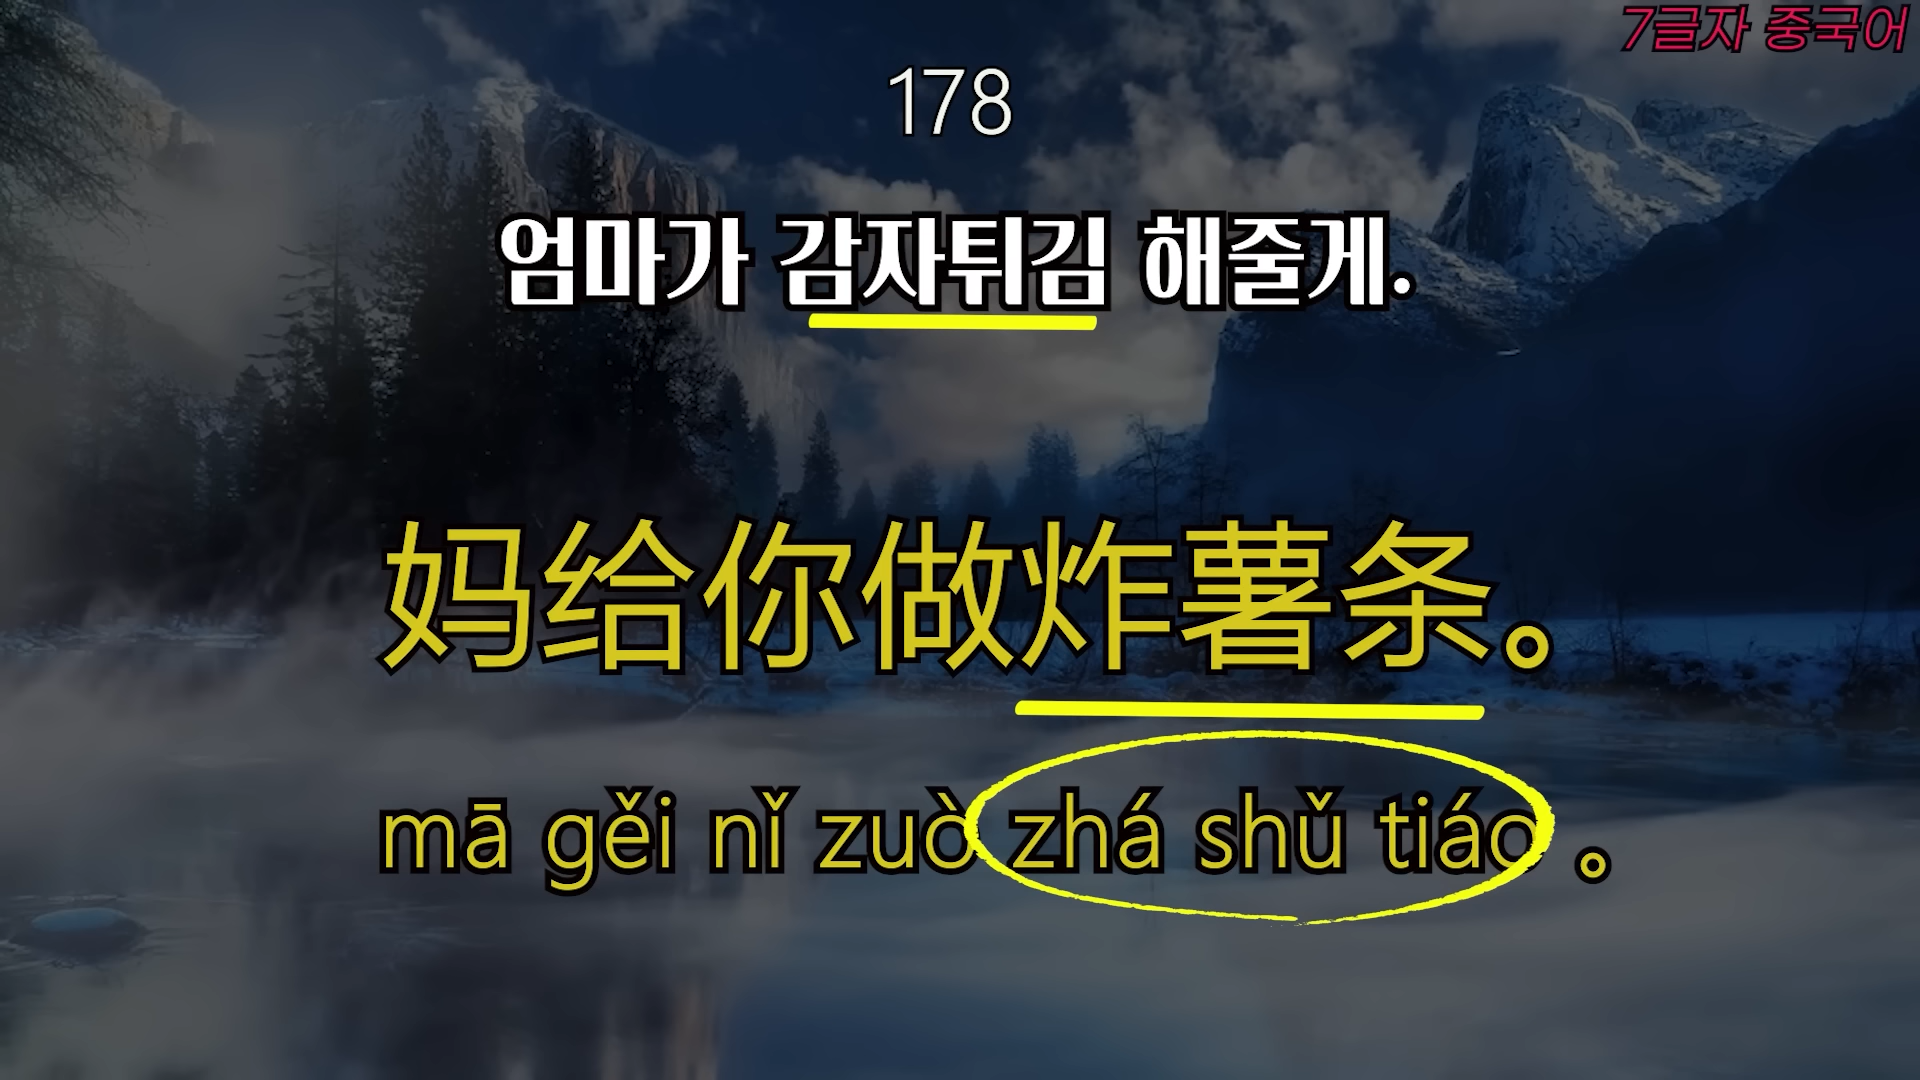 7글자 중국어
178
엄마가 감자튀김 해줄게.
妈给你做炸薯条。
mā gěi nǐ zuò zhá shǔ tiáo 。